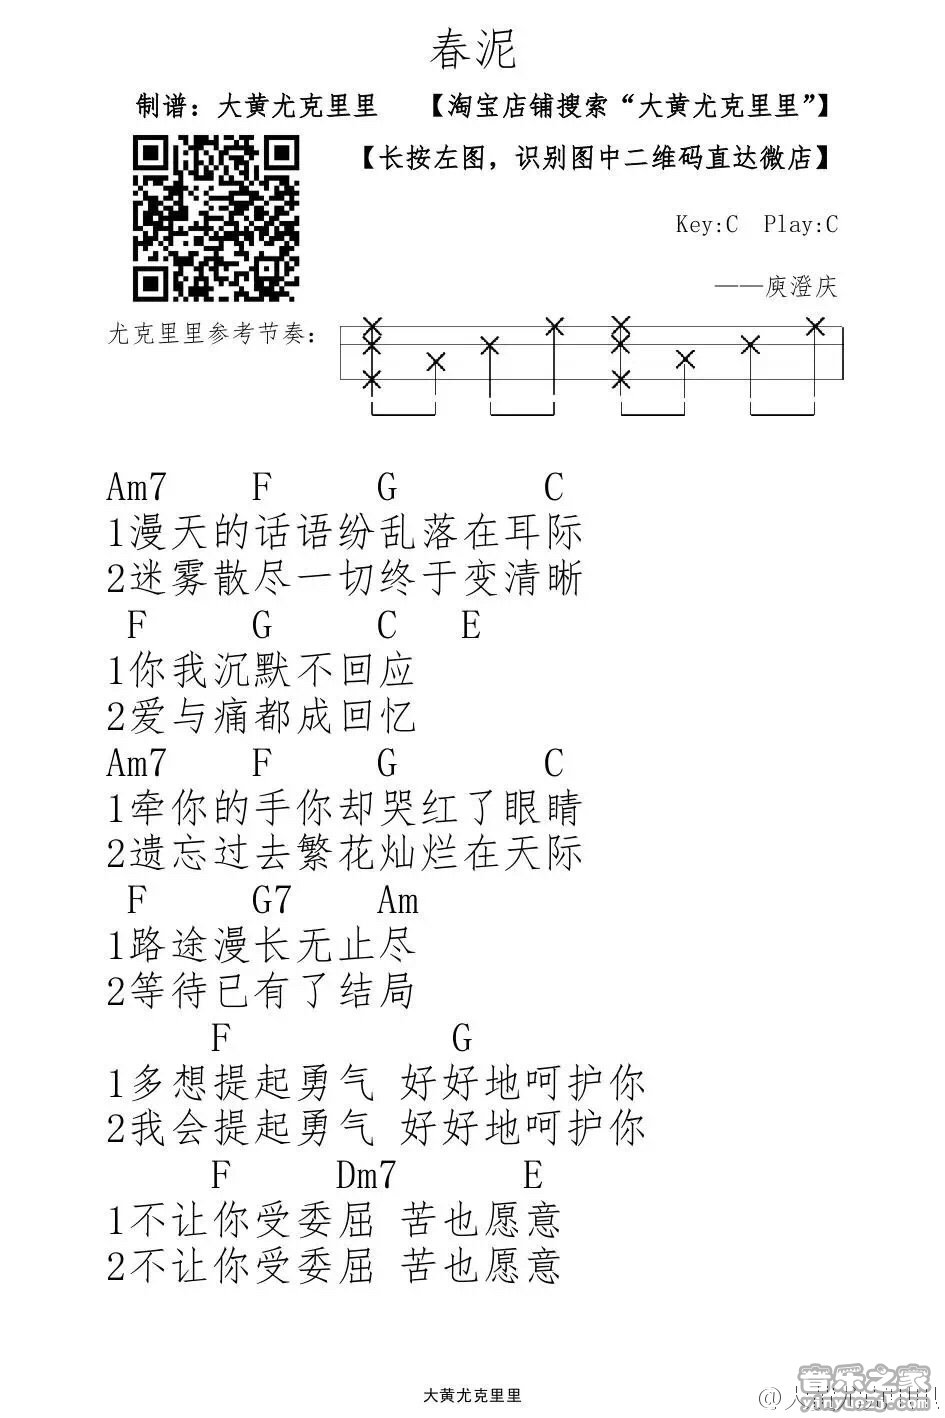 春泥
制谱：大黄尤克里里 【淘宝店铺搜索“大黄尤克里里”】
【长按左图，识别图中二维码直达微店】
Key:C Play:C
——庾澄庆
尤克里里参考节奏：
Am7 F G C
1漫天的话语纷乱落在耳际
2迷雾散尽一切终于变清晰
F G C E
1你我沉默不回应
2爱与痛都成回忆
Am7 F G C
1牵你的手你却哭红了眼睛
2遗忘过去繁花灿烂在天际
F G7 Am
1路途漫长无止尽
2等待已有了结局
F G
1多想提起勇气 好好地呵护你
2我会提起勇气 好好地呵护你
F Dm7 E
1不让你受委屈 苦也愿意
2不让你受委屈 苦也愿意
大黄尤克里里
音乐之家
yinyuezj.com